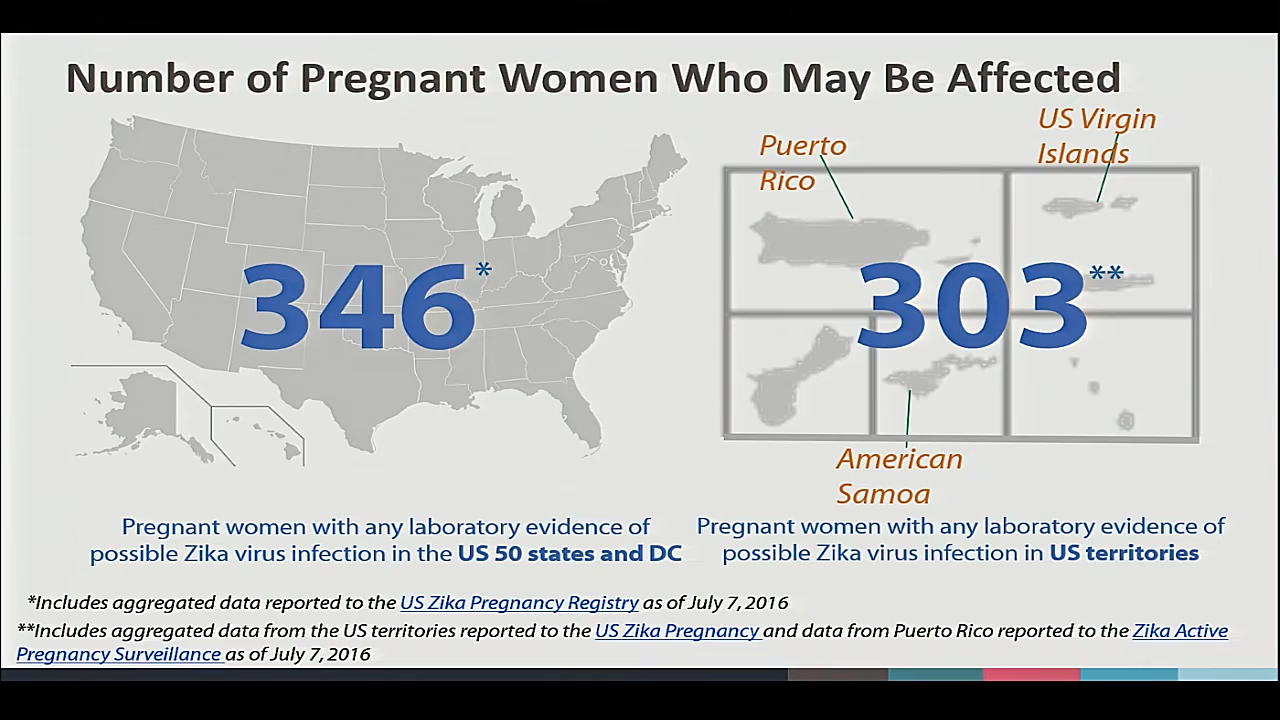 Number of Pregnant Women Who May Be Affected
Puerto
Rico
US Virgin
Islands
346*
303**
American
Samoa
Pregnant women with any laboratory evidence of
possible Zika virus infection in the US 50 states and DC
Pregnant women with any laboratory evidence of
possible Zika virus infection in US territories
*Includes aggregated data reported to the US Zika Pregnancy Registry as of July 7, 2016
**Includes aggregated data from the US territories reported to the US Zika Pregnancy and data from Puerto Rico reported to the Zika Active
Pregnancy Surveillance as of July 7, 2016